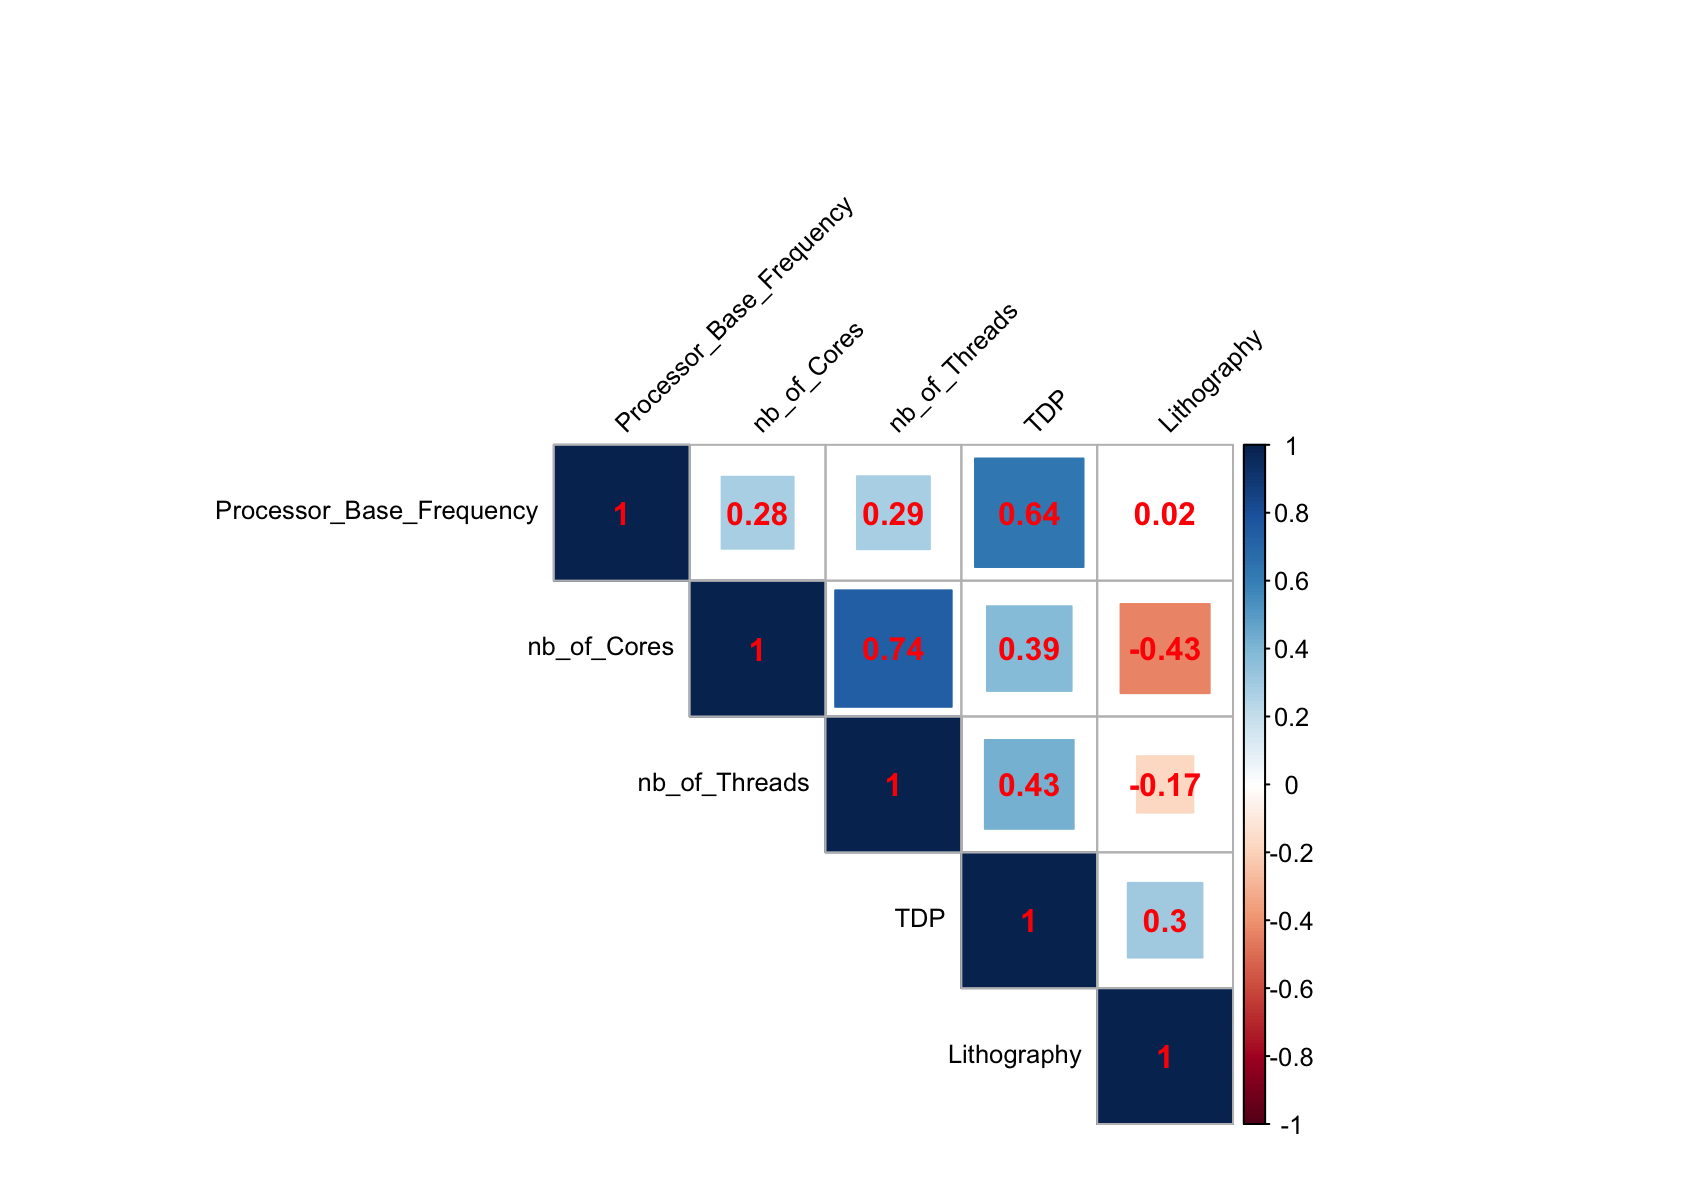 Processor_Base_Frequency
nb_of_Cores
nb_of_Threads
TDP
Lithography
Processor_Base_Frequency 1 0.28 0.29 0.64 0.02
nb_of_Cores 1 0.74 0.39 -0.43
nb_of_Threads 1 0.43 -0.17
TDP 1 0.3
Lithography 1
1
0.8
0.6
0.4
0.2
0
-0.2
-0.4
-0.6
-0.8
-1